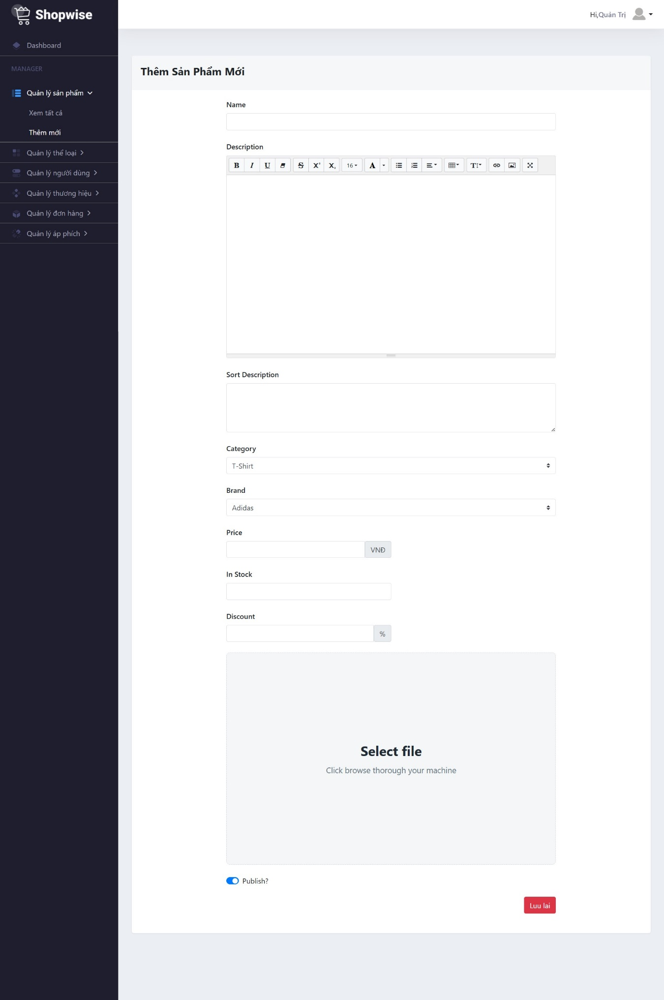 Shopwise
Hi,Quản Trị
Dashboard
MANAGER
Quản lý sản phẩm
Xem tất cả
Thêm mới
Quản lý thể loại
Quản lý người dùng
Quản lý thương hiệu
Quản lý đơn hàng
Quản lý áp phích
Thêm Sản Phẩm Mới
Name
Description
B I U S X² X₂ 16 A T
Sort Description
Category
T-Shirt
Brand
Adidas
Price
VNĐ
In Stock
Discount
%
Select file
Click browse thorough your machine
Publish?
Luu lai